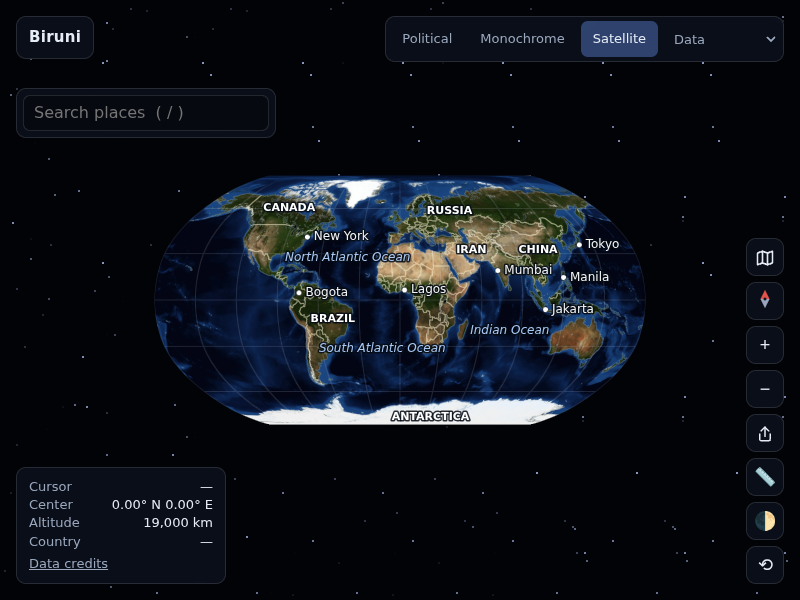 Biruni
Political Monochrome Satellite Data
Search places ( / )
CANADA
RUSSIA
New York
North Atlantic Ocean
IRAN
CHINA
Tokyo
Mumbai
Manila
Bogota
Lagos
Jakarta
BRAZIL
Indian Ocean
South Atlantic Ocean
ANTARCTICA
+
−
Cursor —
Center 0.00° N 0.00° E
Altitude 19,000 km
Country —
Data credits